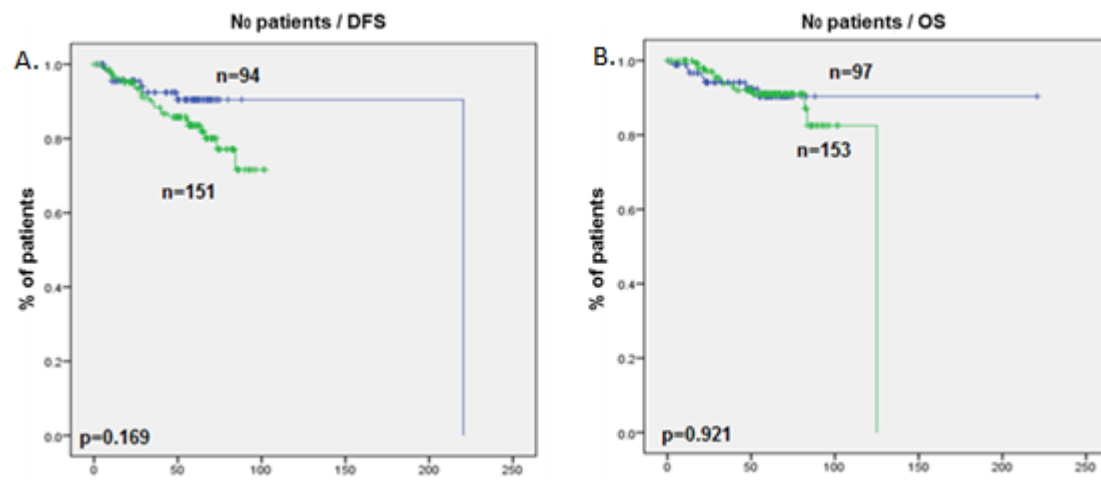 N0 patients / DFS
A.
n=94
n=151
% of patients
1.0
0.8
0.6
0.4
0.2
0.0
p=0.169
0 50 100 150 200 250
N0 patients / OS
B.
n=97
n=153
% of patients
1.0
0.8
0.6
0.4
0.2
0.0
p=0.921
0 50 100 150 200 250